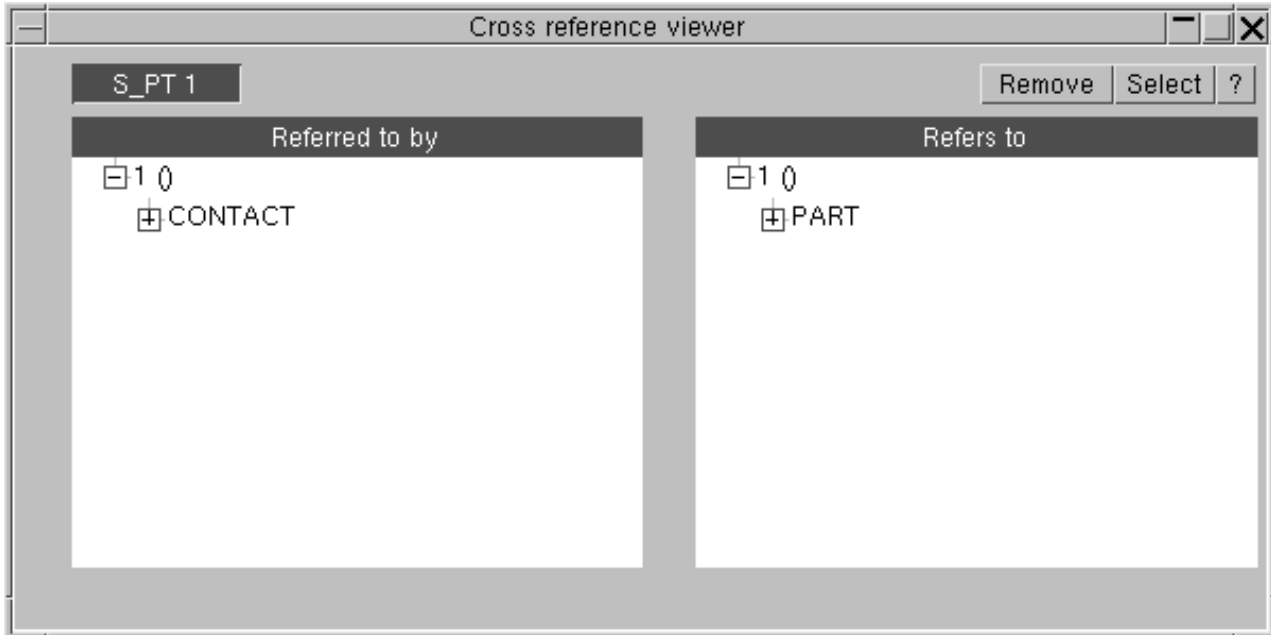 Cross reference viewer
S_PT 1
Remove Select ?
Referred to by
1 ()
CONTACT
Refers to
1 ()
PART